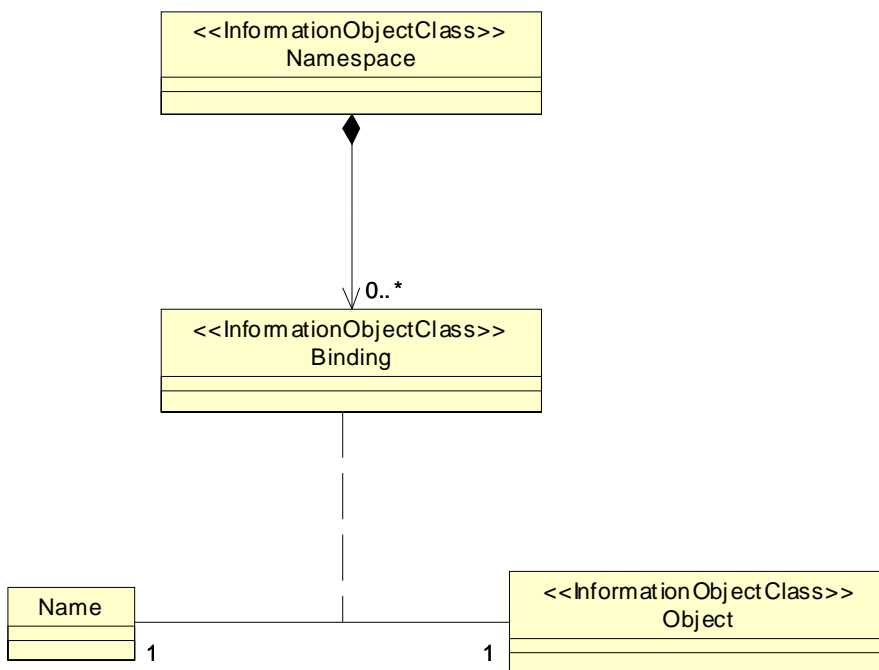 <<InformationObjectClass>>
Namespace
0..*
<<InformationObjectClass>>
Binding
Name
<<InformationObjectClass>>
Object
1
1